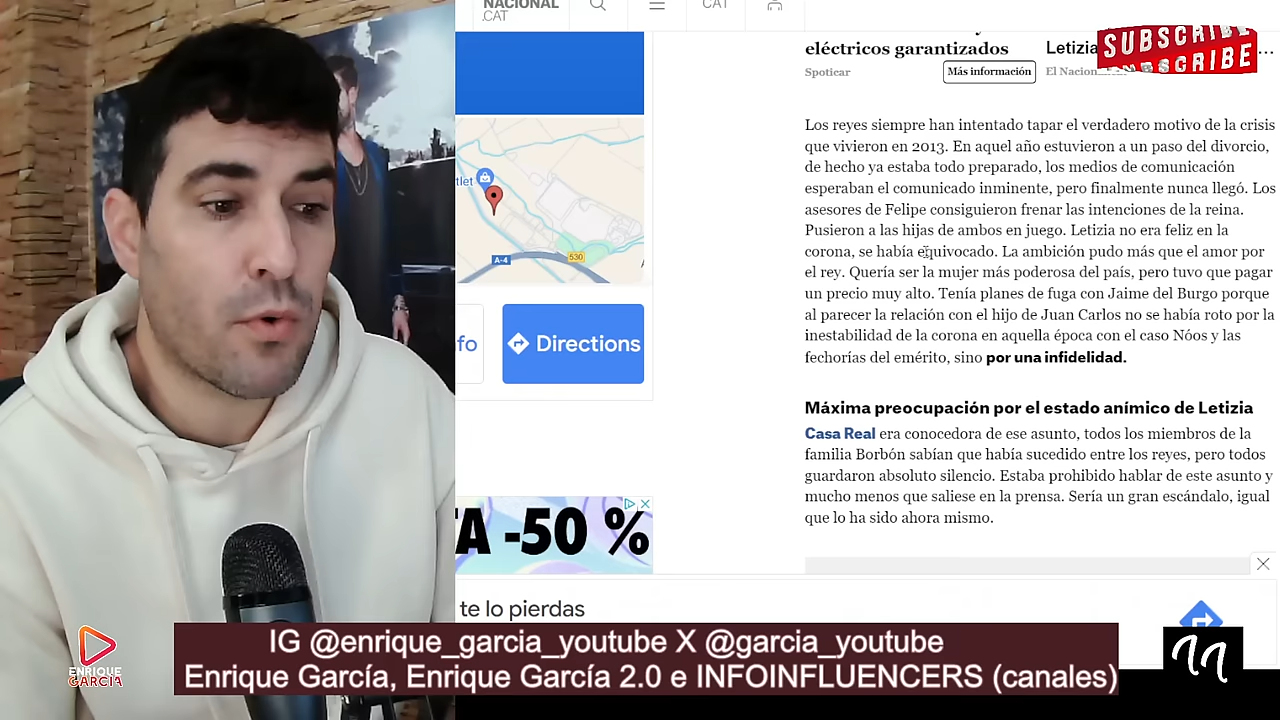 NACIONAL
.CAT
CAT
SUBSCRIBE
SUBSCRIBE
eléctricos garantizados
Letizia
Spoticar
Más información
El Nacion
Los reyes siempre han intentado tapar el verdadero motivo de la crisis
que vivieron en 2013. En aquel año estuvieron a un paso del divorcio,
de hecho ya estaba todo preparado, los medios de comunicación
esperaban el comunicado inminente, pero finalmente nunca llegó. Los
asesores de Felipe consiguieron frenar las intenciones de la reina.
Pusieron a las hijas de ambos en juego. Letizia no era feliz en la
corona, se había equivocado. La ambición pudo más que el amor por
el rey. Quería ser la mujer más poderosa del país, pero tuvo que pagar
un precio muy alto. Tenía planes de fuga con Jaime del Burgo porque
al parecer la relación con el hijo de Juan Carlos no se había roto por la
inestabilidad de la corona en aquella época con el caso Nóos y las
fechorías del emérito, sino por una infidelidad.
Máxima preocupación por el estado anímico de Letizia
Casa Real era conocedora de ese asunto, todos los miembros de la
familia Borbón sabían que había sucedido entre los reyes, pero todos
guardaron absoluto silencio. Estaba prohibido hablar de este asunto y
mucho menos que saliese en la prensa. Sería un gran escándalo, igual
que lo ha sido ahora mismo.
tlet
A-4
530
fo
Directions
TA -50 %
te lo pierdas
IG @enrique_garcia_youtube X @garcia_youtube
Enrique García, Enrique García 2.0 e INFOINFLUENCERS (canales)
ENRIQUE
GARCÍA